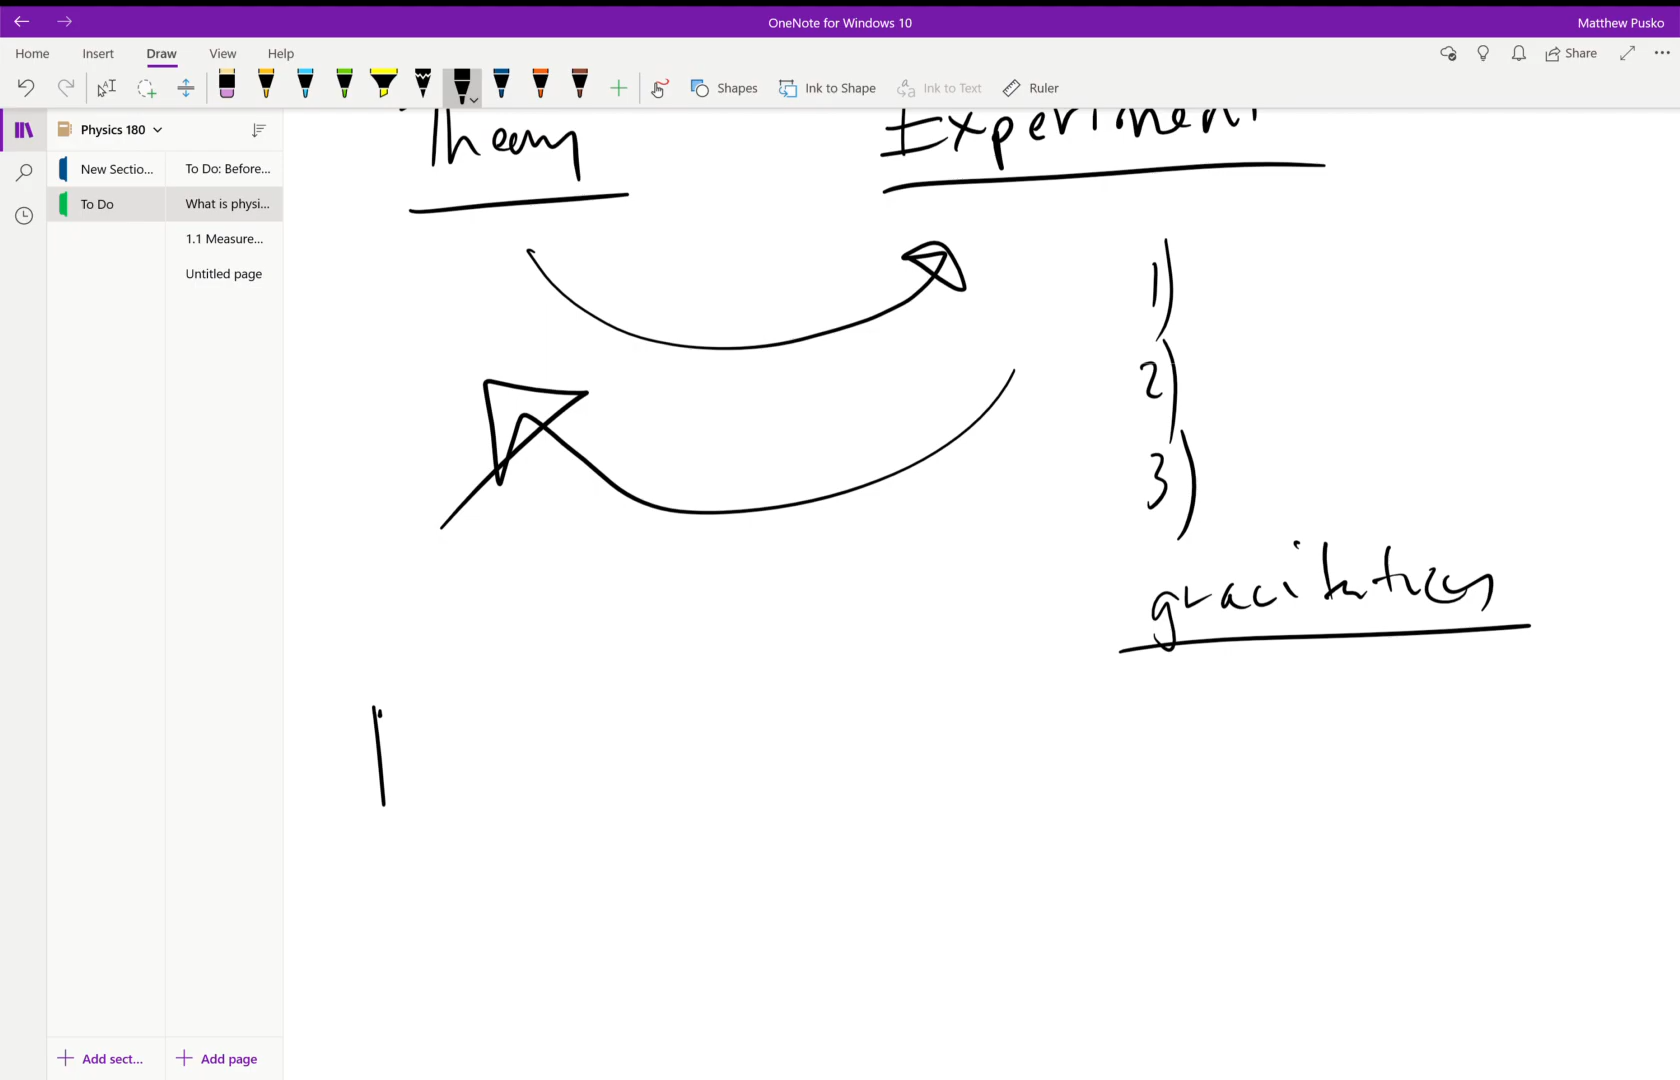 OneNote for Windows 10
Matthew Pusko
Home
Insert
Draw
View
Help
Share
Shapes
Ink to Shape
Ink to Text
Ruler
Physics 180
New Sectio...
To Do
To Do: Before...
What is physi...
1.1 Measure...
Untitled page
Theory
Experiment
1)
2)
3)
Add sect...
Add page